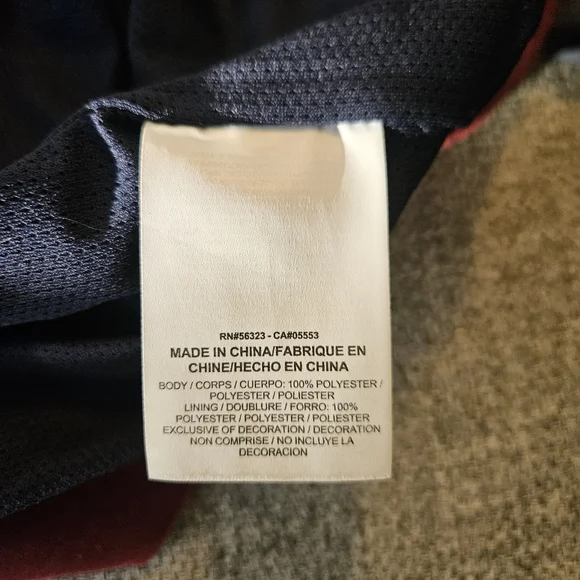 RN#56323 - CA#05553
MADE IN CHINA/FABRIQUE EN
CHINE/HECHO EN CHINA
BODY / CORPS / CUERPO: 100% POLYESTER /
POLYESTER / POLIESTER
LINING / DOUBLURE / FORRO: 100%
POLYESTER / POLYESTER / POLIESTER
EXCLUSIVE OF DECORATION / DECORATION
NON COMPRISE / NO INCLUYE LA
DECORACION